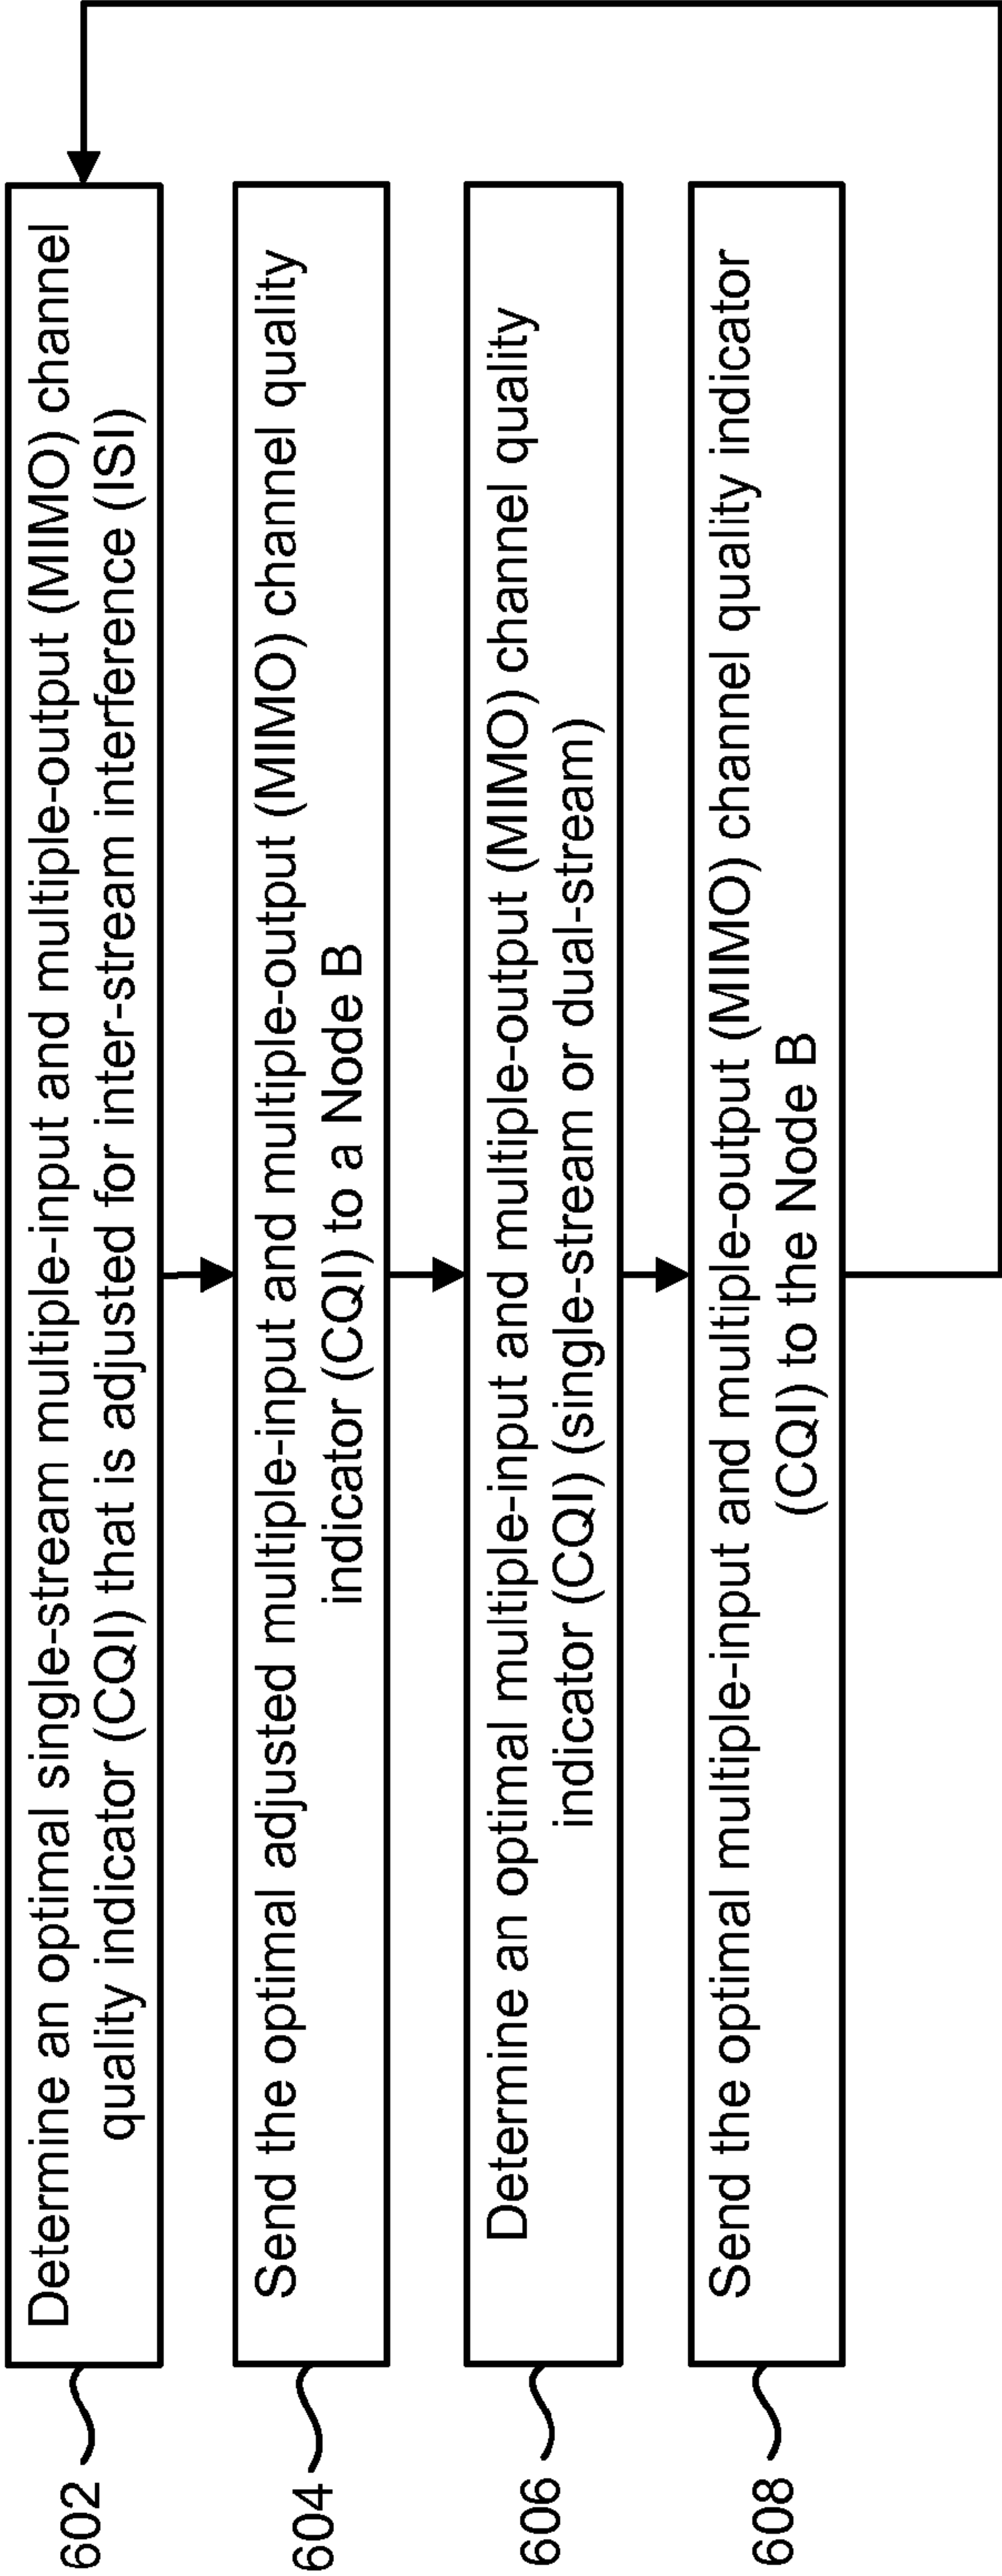 602
Determine an optimal single-stream multiple-input and multiple-output (MIMO) channel
quality indicator (CQI) that is adjusted for inter-stream interference (ISI)
604
Send the optimal adjusted multiple-input and multiple-output (MIMO) channel quality
indicator (CQI) to a Node B
606
Determine an optimal multiple-input and multiple-output (MIMO) channel quality
indicator (CQI) (single-stream or dual-stream)
608
Send the optimal multiple-input and multiple-output (MIMO) channel quality indicator
(CQI) to the Node B